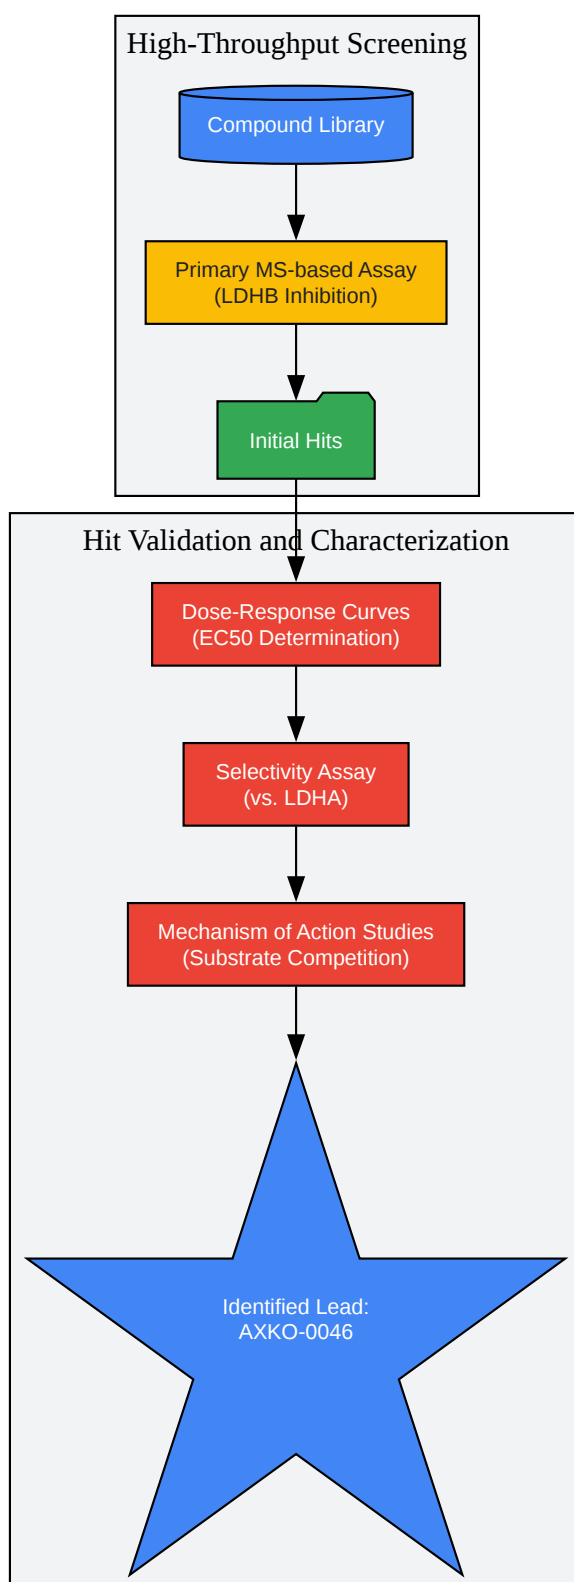 High-Throughput Screening
Compound Library
Primary MS-based Assay
(LDHB Inhibition)
Initial Hits
Hit Validation and Characterization
Dose-Response Curves
(EC50 Determination)
Selectivity Assay
(vs. LDHA)
Mechanism of Action Studies
(Substrate Competition)
Identified Lead:
AXKO-0046